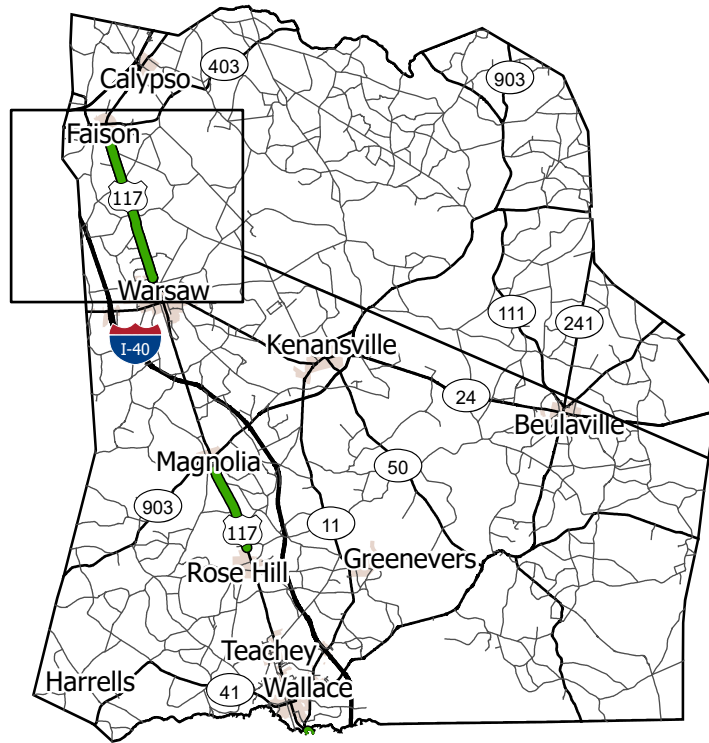 Calypso
403
903
Faison
117
Warsaw
I-40
Kenansville
111
241
24
Beulaville
Magnolia
50
903
11
117
Rose Hill
Greenevers
Teachey
Harrells
41
Wallace